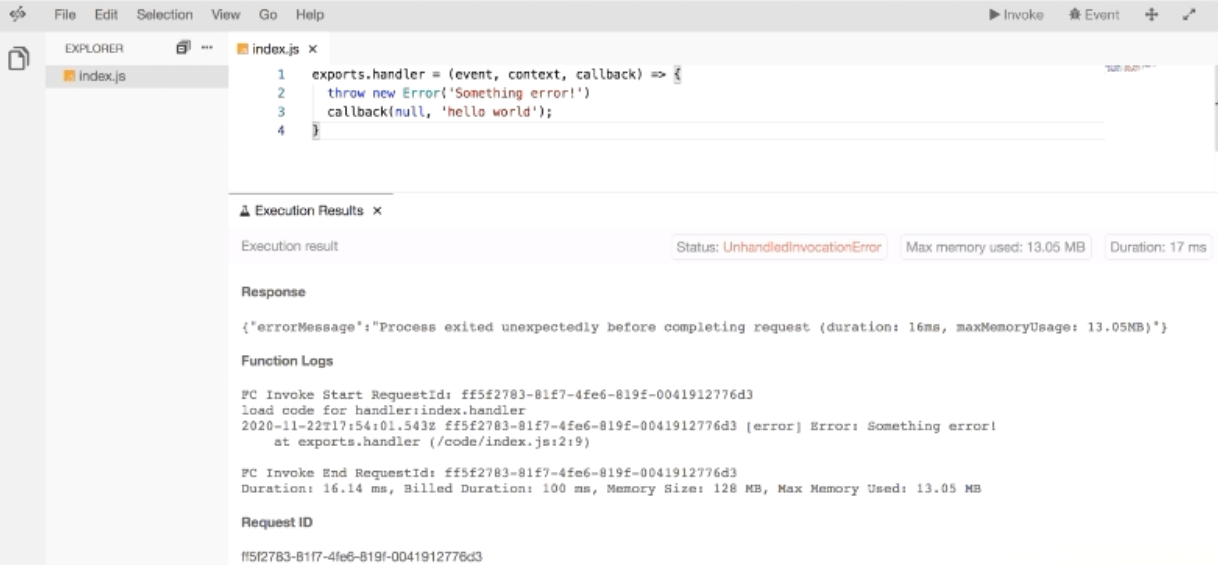 File Edit Selection View Go Help Invoke Event
EXPLORER
index.js
index.js
1 exports.handler = (event, context, callback) => {
2 throw new Error('Something error!')
3 callback(null, 'hello world');
4 }
Execution Results
Execution result Status: UnhandledInvocationError Max memory used: 13.05 MB Duration: 17 ms
Response
{"errorMessage":"Process exited unexpectedly before completing request (duration: 16ms, maxMemoryUsage: 13.05MB)"}
Function Logs
FC Invoke Start RequestId: ff5f2783-81f7-4fe6-819f-0041912776d3
load code for handler:index.handler
2020-11-22T17:54:01.543Z ff5f2783-81f7-4fe6-819f-0041912776d3 [error] Error: Something error!
at exports.handler (/code/index.js:2:9)
FC Invoke End RequestId: ff5f2783-81f7-4fe6-819f-0041912776d3
Duration: 16.14 ms, Billed Duration: 100 ms, Memory Size: 128 MB, Max Memory Used: 13.05 MB
Request ID
ff5f2783-81f7-4fe6-819f-0041912776d3